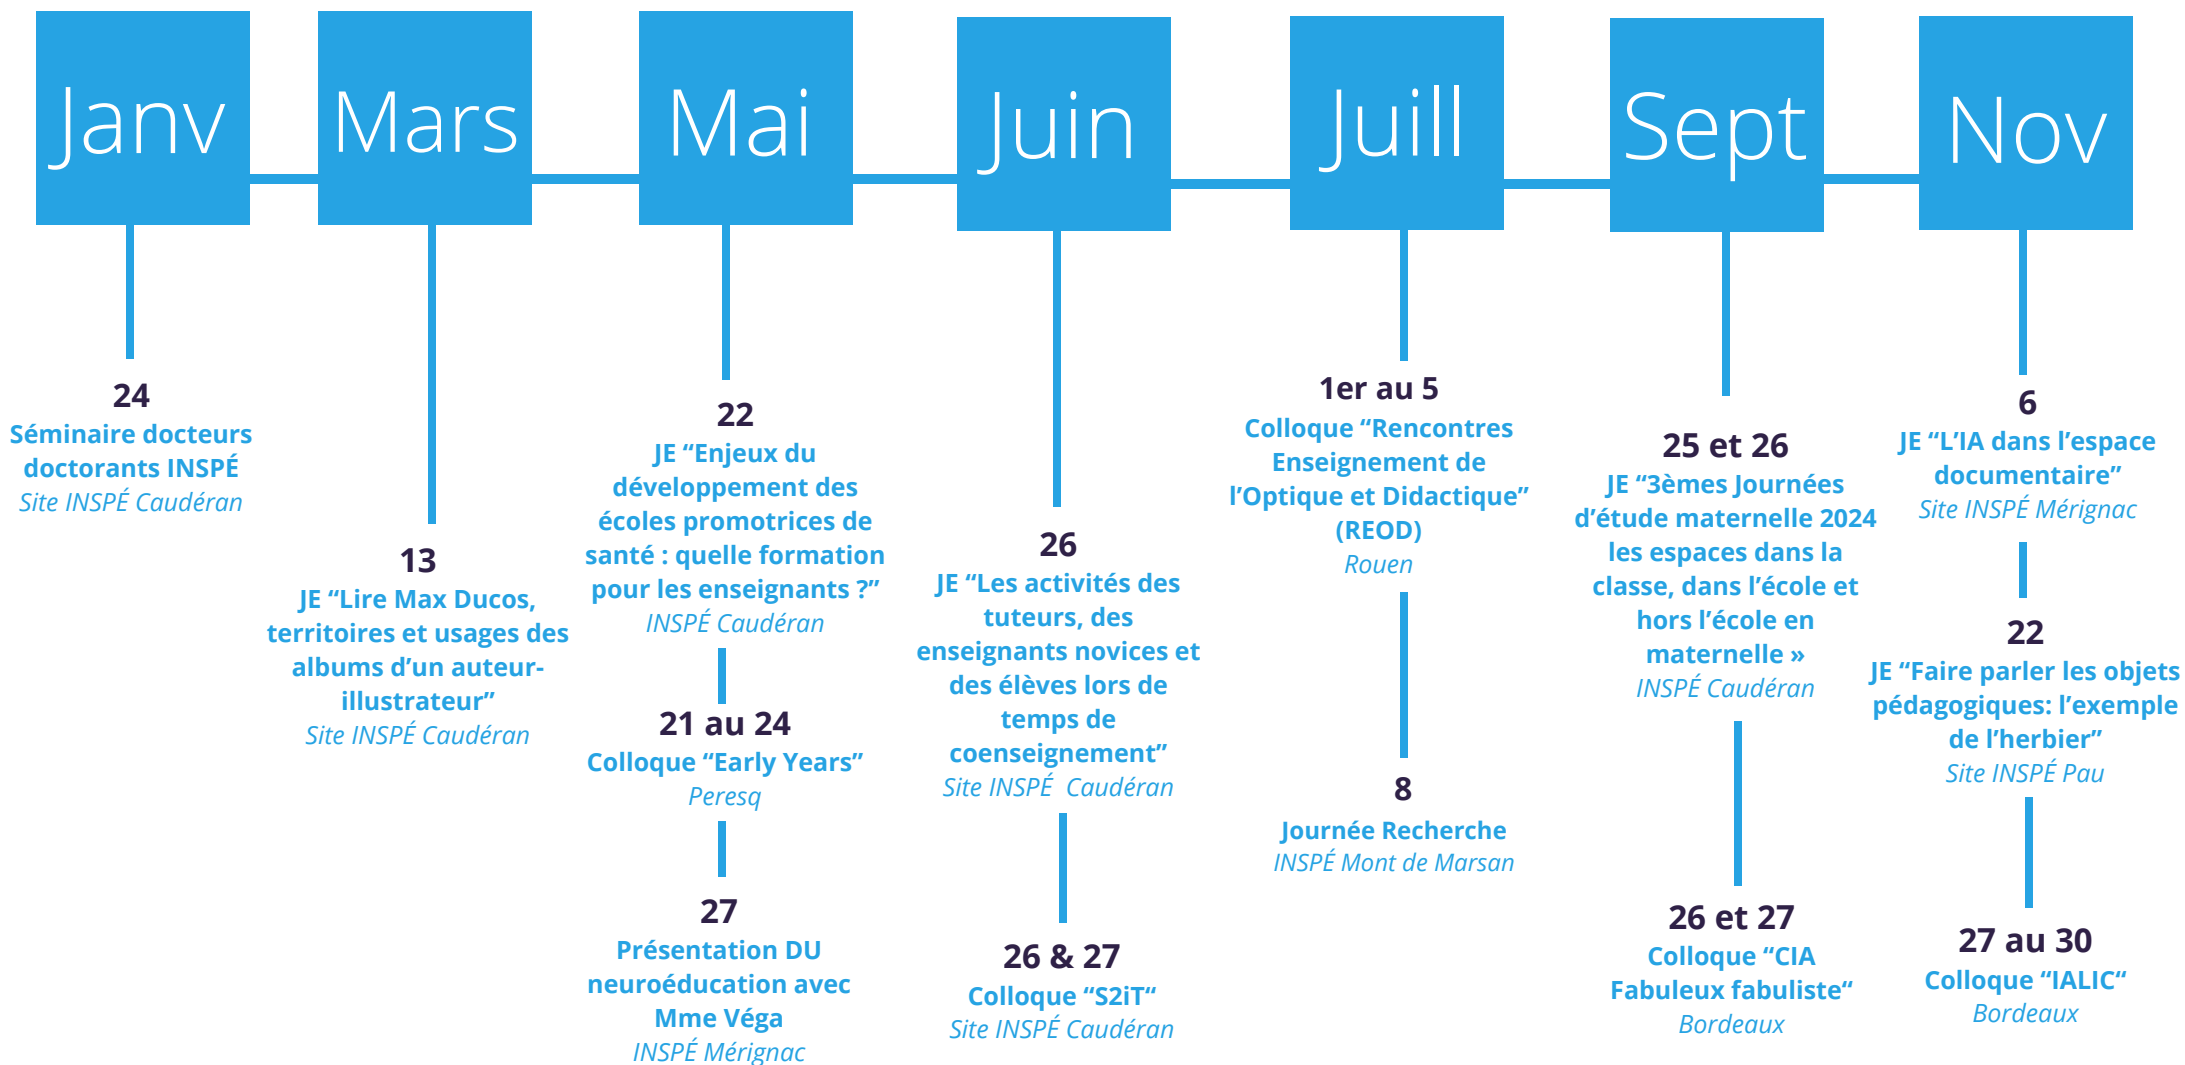 Janv
24
Séminaire docteurs
doctorants INSPÉ
Site INSPÉ Caudéran
Mars
13
JE “Lire Max Ducos,
territoires et usages des
albums d’un auteur-
illustrateur”
Site INSPÉ Caudéran
Mai
22
JE “Enjeux du
développement des
écoles promotrices de
santé : quelle formation
pour les enseignants ?”
INSPÉ Caudéran
21 au 24
Colloque “Early Years”
Peresq
27
Présentation DU
neuroéducation avec
Mme Véga
INSPÉ Mérignac
Juin
26
JE “Les activités des
tuteurs, des
enseignants novices et
des élèves lors de
temps de
coenseignement”
Site INSPÉ  Caudéran
26 & 27
Colloque “S2iT“
Site INSPÉ Caudéran
Juill
1er au 5
Colloque “Rencontres
Enseignement de
l’Optique et Didactique”
(REOD)
Rouen
8
Journée Recherche
INSPÉ Mont de Marsan
Sept
25 et 26
JE “3èmes Journées
d’étude maternelle 2024
les espaces dans la
classe, dans l’école et
hors l’école en
maternelle »
INSPÉ Caudéran
26 et 27
Colloque “CIA
Fabuleux fabuliste“
Bordeaux
Nov
6
JE “L’IA dans l’espace
documentaire”
Site INSPÉ Mérignac
22
JE “Faire parler les objets
pédagogiques: l’exemple
de l’herbier”
Site INSPÉ Pau
27 au 30
Colloque “IALIC“
Bordeaux